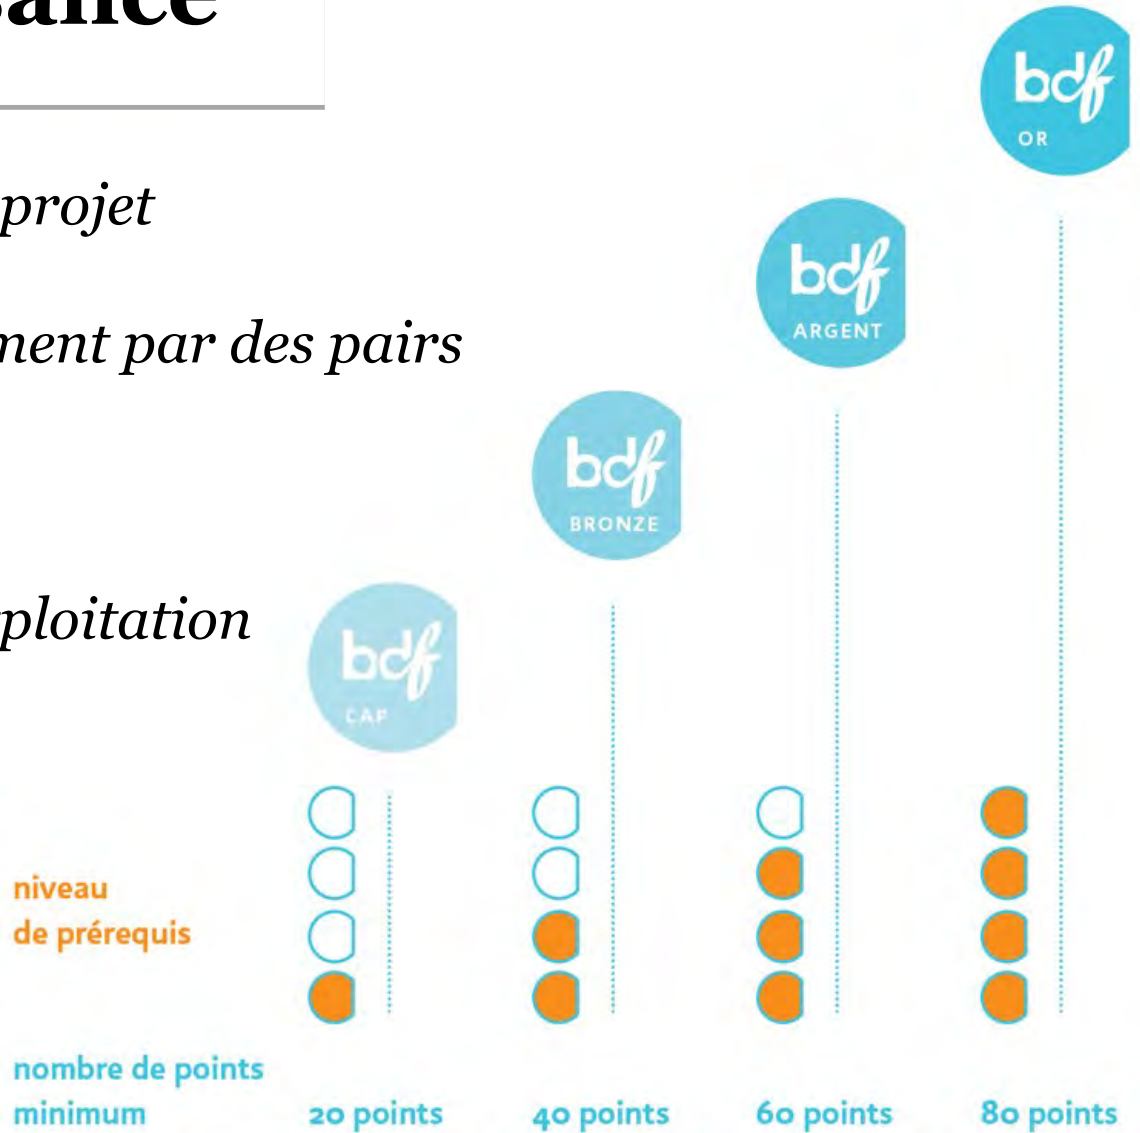 sance
projet
ment par des pairs
ploitation
bdf
OR
bdf
ARGENT
bdf
BRONZE
bdf
CAP
niveau
de prérequis
nombre de points
minimum
20 points
40 points
60 points
80 points